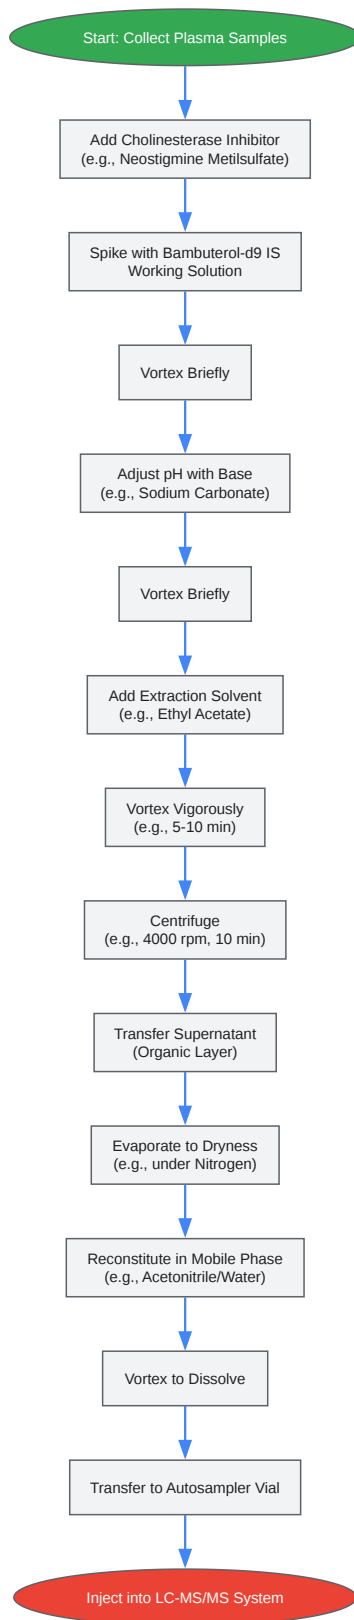 Start: Collect Plasma Samples
Add Cholinesterase Inhibitor
(e.g., Neostigmine Metilsulfate)
Spike with Bambuterol-d9 IS
Working Solution
Vortex Briefly
Adjust pH with Base
(e.g., Sodium Carbonate)
Vortex Briefly
Add Extraction Solvent
(e.g., Ethyl Acetate)
Vortex Vigorously
(e.g., 5-10 min)
Centrifuge
(e.g., 4000 rpm, 10 min)
Transfer Supernatant
(Organic Layer)
Evaporate to Dryness
(e.g., under Nitrogen)
Reconstitute in Mobile Phase
(e.g., Acetonitrile/Water)
Vortex to Dissolve
Transfer to Autosampler Vial
Inject into LC-MS/MS System